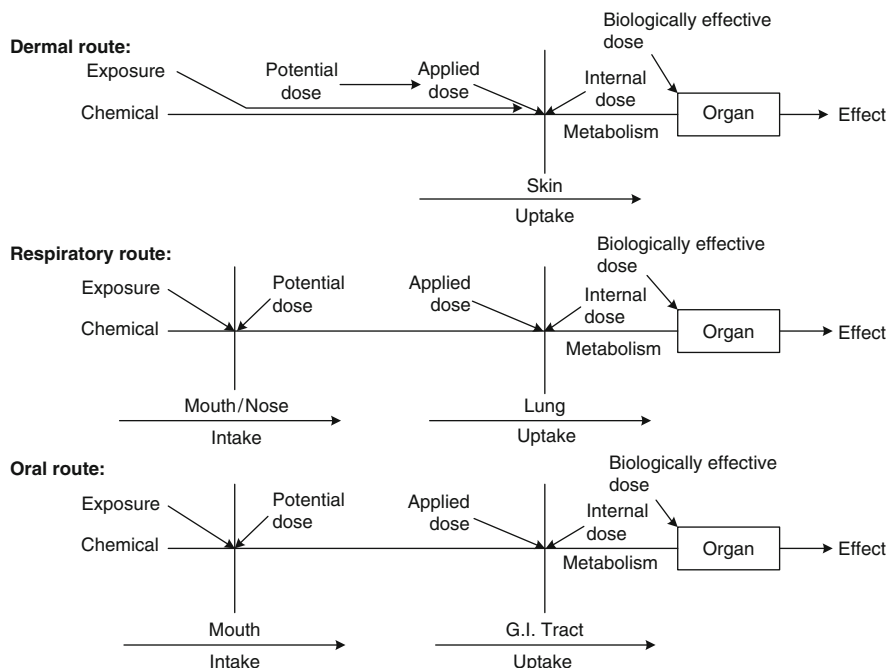 Dermal route:
Exposure
Chemical
Potential
dose
Applied
dose
Biologically effective
dose
Internal
dose
Metabolism
Organ
Effect
Skin
Uptake
Respiratory route:
Exposure
Chemical
Potential
dose
Applied
dose
Biologically effective
dose
Internal
dose
Metabolism
Organ
Effect
Mouth/Nose
Intake
Lung
Uptake
Oral route:
Exposure
Chemical
Potential
dose
Applied
dose
Biologically effective
dose
Internal
dose
Metabolism
Organ
Effect
Mouth
Intake
G.I. Tract
Uptake